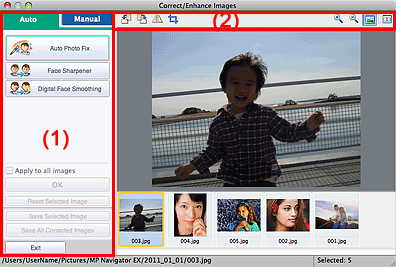 Correct/Enhance Images
Auto Manual (2)
Auto Photo Fix
Face Sharpener
Digital Face Smoothing
(1)
Apply to all images
OK
Reset Selected Image
Save Selected Image
Save All Corrected Images
Exit
003.jpg 004.jpg 005.jpg 002.jpg 001.jpg
/Users/UserName/Pictures/MP Navigator EX/2011_01_01/003.jpg Selected: 5